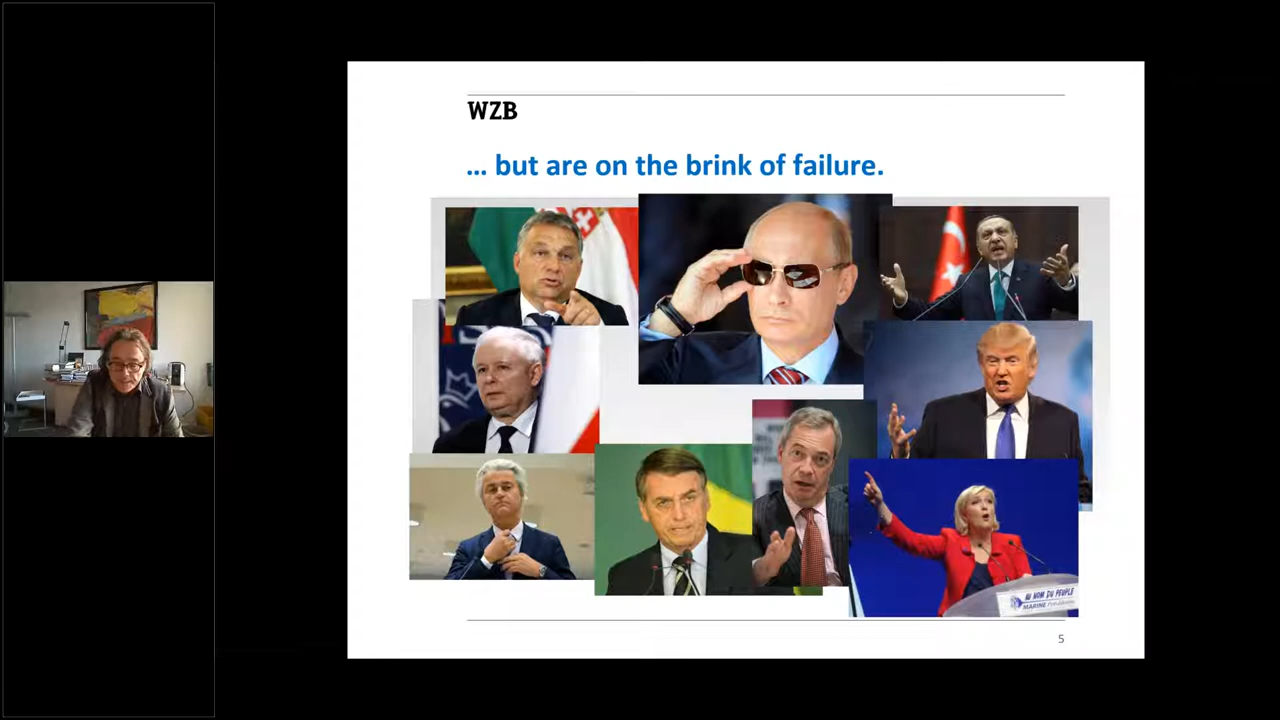 WZB
... but are on the brink of failure.
AU NOM DU PEUPLE
MARINE
5